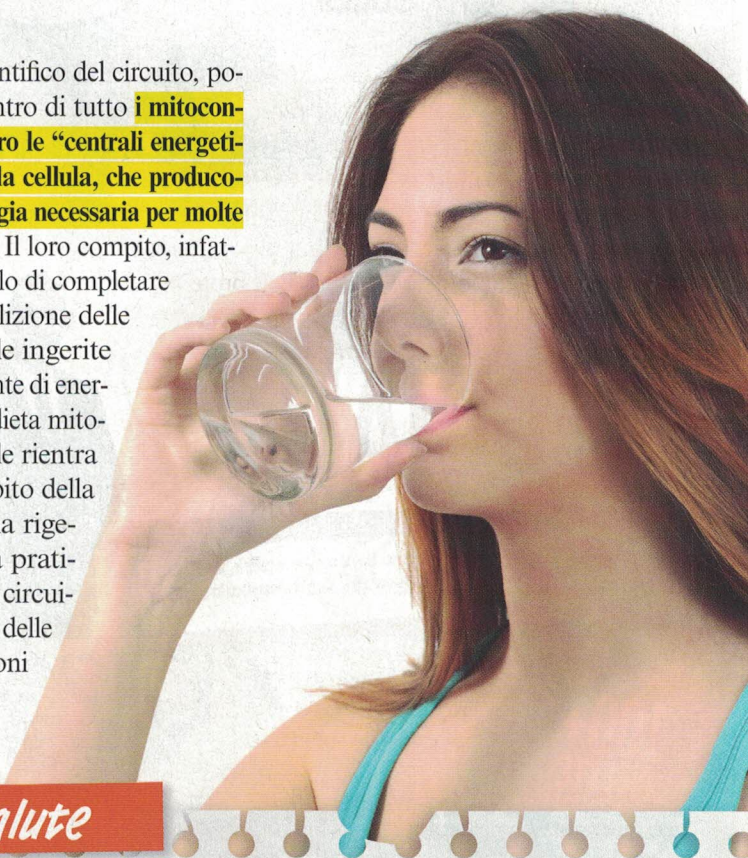 ntifico del circuito, po-
ntro di tutto i mitocon-
ro le “centrali energeti-
la cellula, che produco-
gia necessaria per molte
Il loro compito, infat-
lo di completare
lizione delle
le ingerite
nte di ener-
lieta mito-
le rientra
oito della
a rige-
prati-
circui-
delle
oni
alute